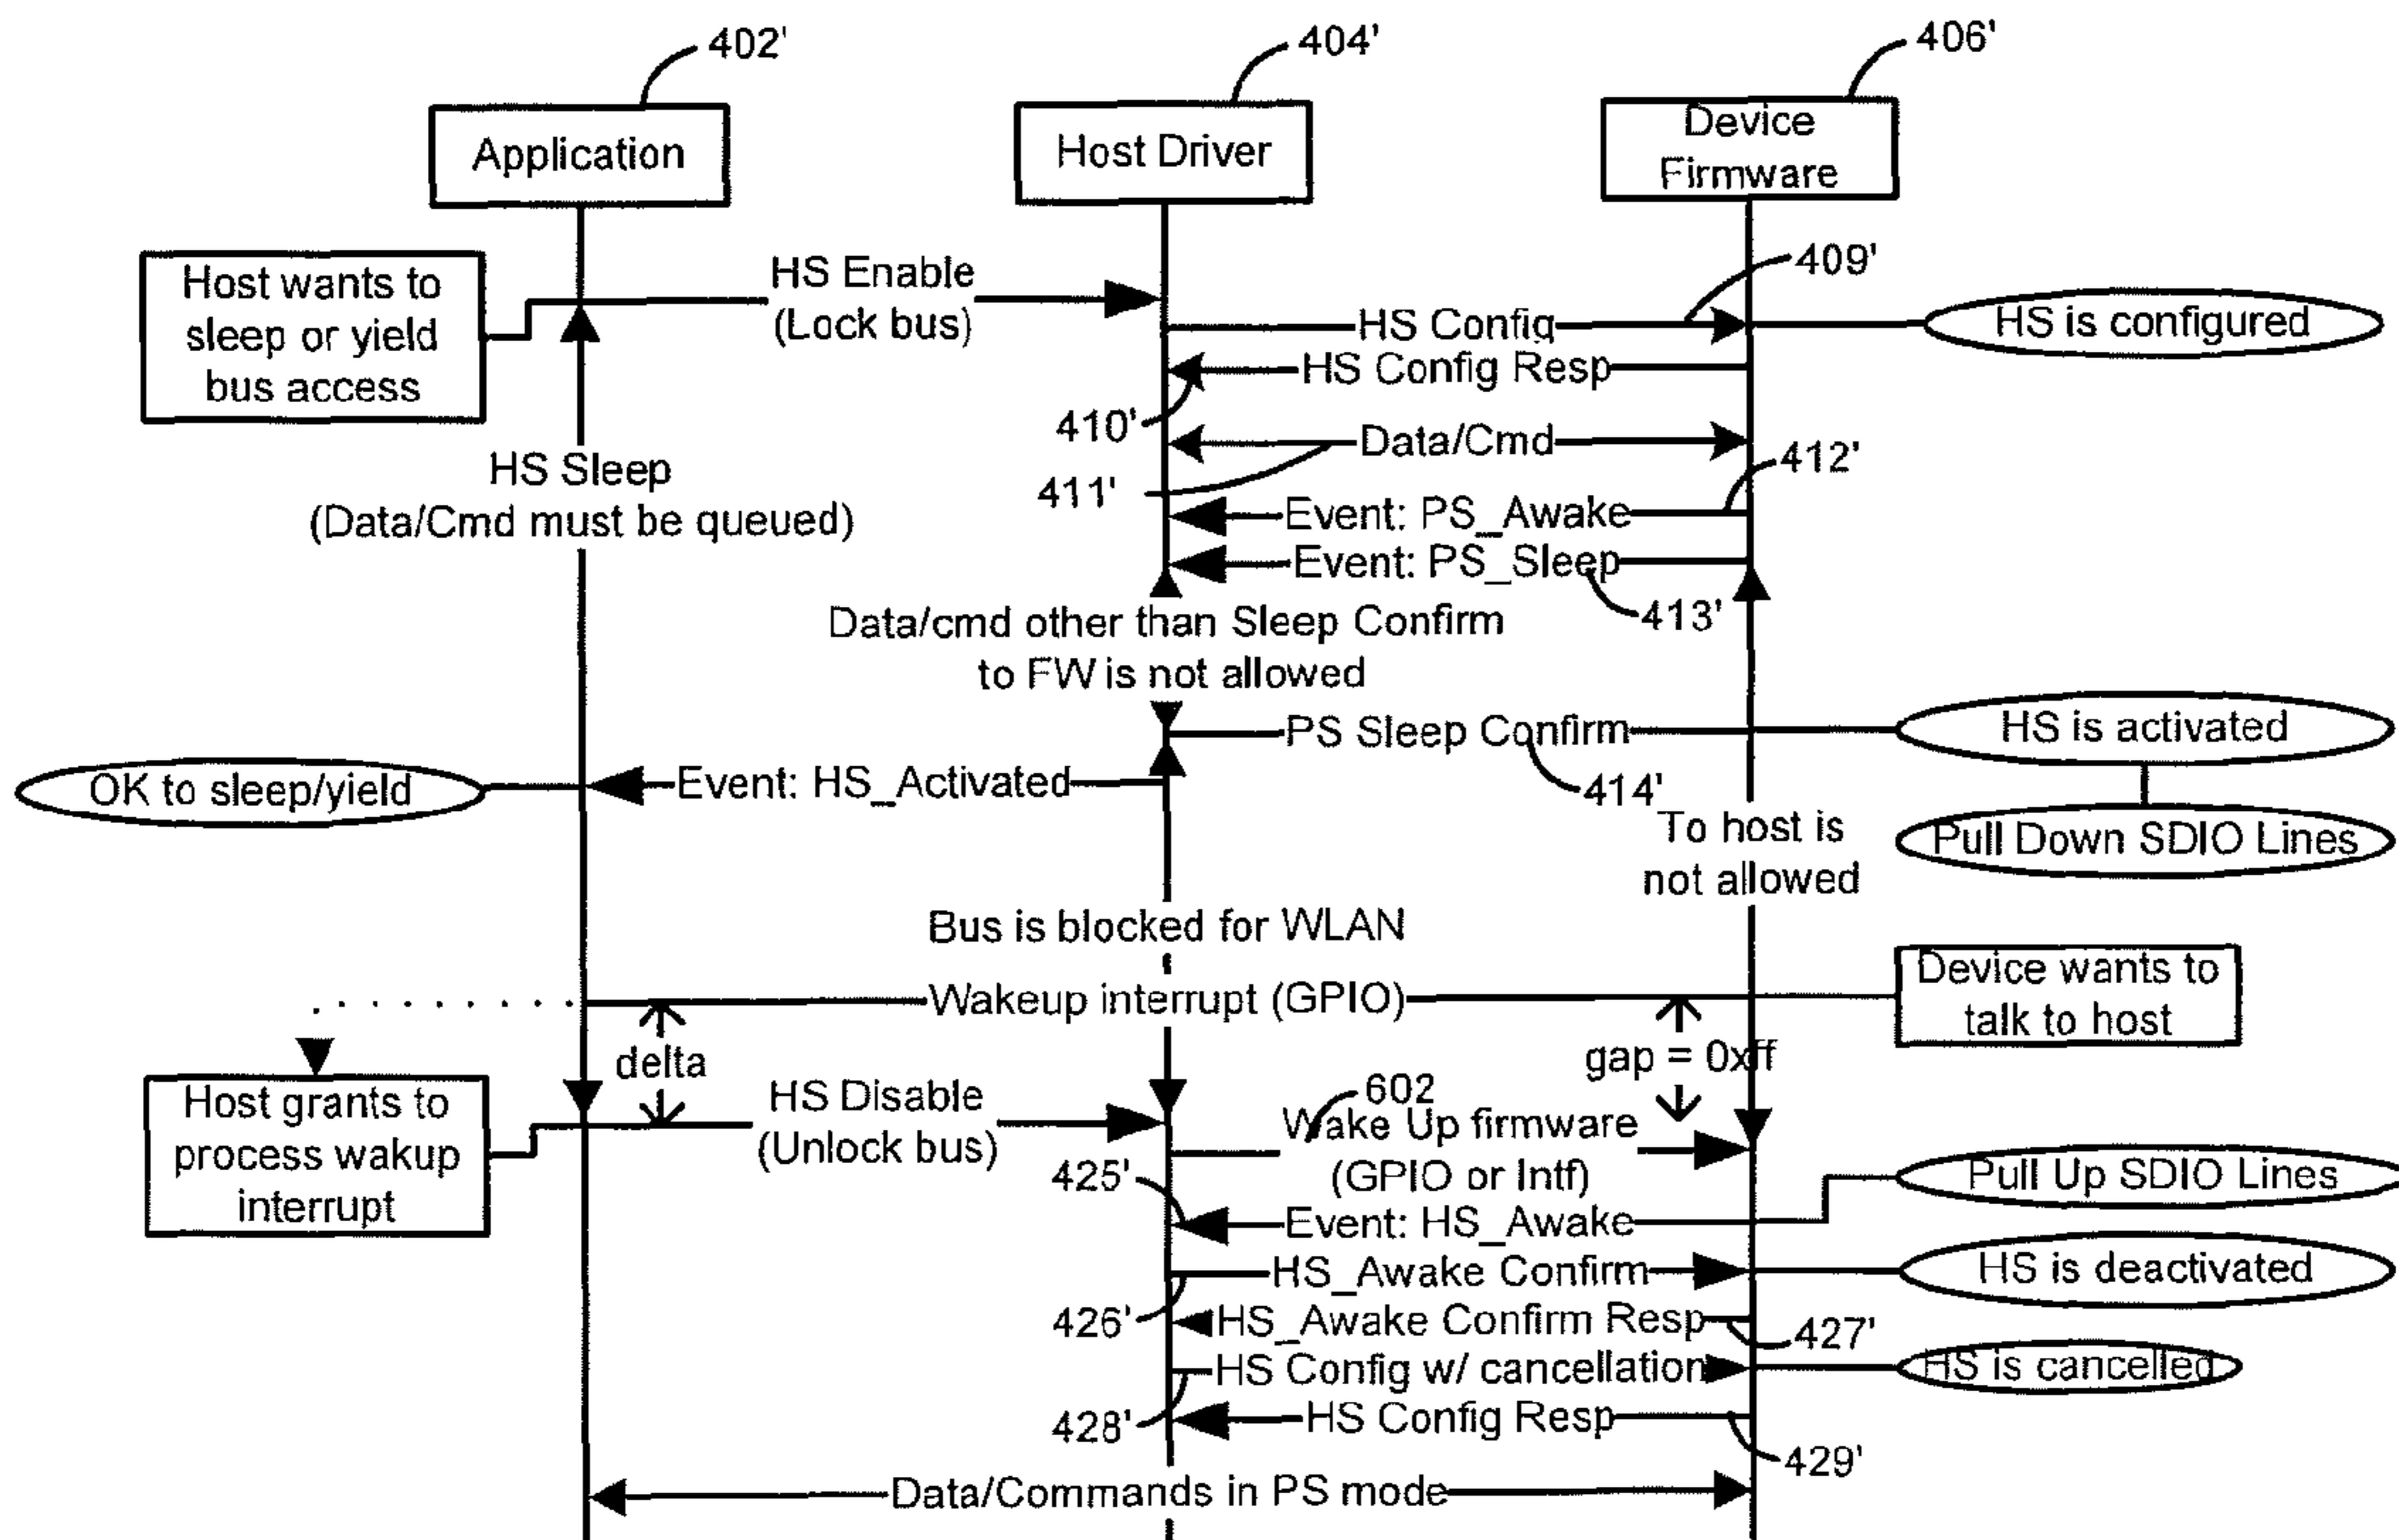 402'
404'
406'
Application
Host Driver
Device
Firmware
409'
Host wants to
sleep or yield
bus access
HS Enable
(Lock bus)
HS Config
HS is configured
HS Config Resp
410'
Data/Cmd
411'
412'
HS Sleep
(Data/Cmd must be queued)
Event: PS_Awake
Event: PS_Sleep
413'
Data/cmd other than Sleep Confirm
to FW is not allowed
PS Sleep Confirm
HS is activated
414'
OK to sleep/yield
Event: HS_Activated
To host is
not allowed
Pull Down SDIO Lines
Bus is blocked for WLAN
Wakeup interrupt (GPIO)
Device wants to
talk to host
delta
gap = 0xff
Host grants to
process wakup
interrupt
HS Disable
(Unlock bus)
602
Wake Up firmware
(GPIO or Intf)
425'
Pull Up SDIO Lines
Event: HS_Awake
HS_Awake Confirm
HS is deactivated
426'
HS_Awake Confirm Resp
427'
HS Config w/ cancellation
HS is cancelled
428'
HS Config Resp
429'
Data/Commands in PS mode